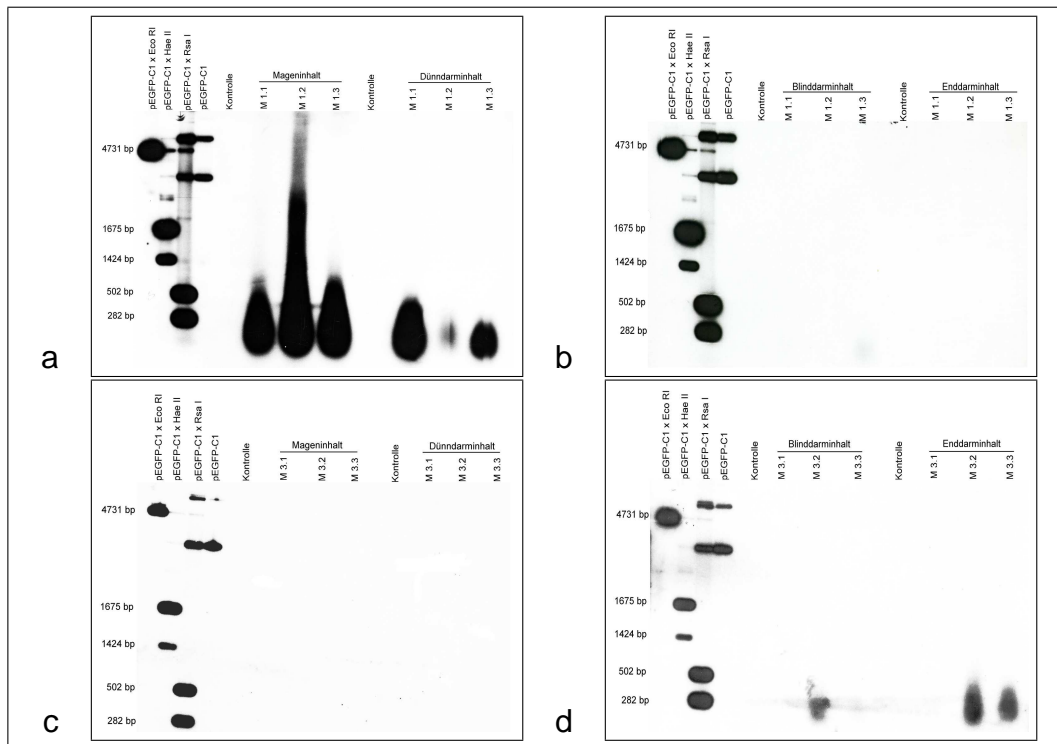 pEGFP-C1 x Eco RI
pEGFP-C1 x Hae II
pEGFP-C1 x Rsa I
pEGFP-C1
Kontrolle
Mageninhalt
M 1.1
M 1.2
M 1.3
Kontrolle
Dünndarminhalt
M 1.1
M 1.2
M 1.3
4731 bp
1675 bp
1424 bp
502 bp
282 bp
a
pEGFP-C1 x Eco RI
pEGFP-C1 x Hae II
pEGFP-C1 x Rsa I
pEGFP-C1
Kontrolle
Blinddarminhalt
M 1.1
M 1.2
iM 1.3
Kontrolle
Enddarminhalt
M 1.1
M 1.2
M 1.3
4731 bp
1675 bp
1424 bp
502 bp
282 bp
b
pEGFP-C1 x Eco RI
pEGFP-C1 x Hae II
pEGFP-C1 x Rsa I
pEGFP-C1
Kontrolle
Mageninhalt
M 3.1
M 3.2
M 3.3
Kontrolle
Dünndarminhalt
M 3.1
M 3.2
M 3.3
4731 bp
1675 bp
1424 bp
502 bp
282 bp
c
pEGFP-C1 x Eco RI
pEGFP-C1 x Hae II
pEGFP-C1 x Rsa I
pEGFP-C1
Kontrolle
Blinddarminhalt
M 3.1
M 3.2
M 3.3
Kontrolle
Enddarminhalt
M 3.1
M 3.2
M 3.3
4731 bp
1675 bp
1424 bp
502 bp
282 bp
d